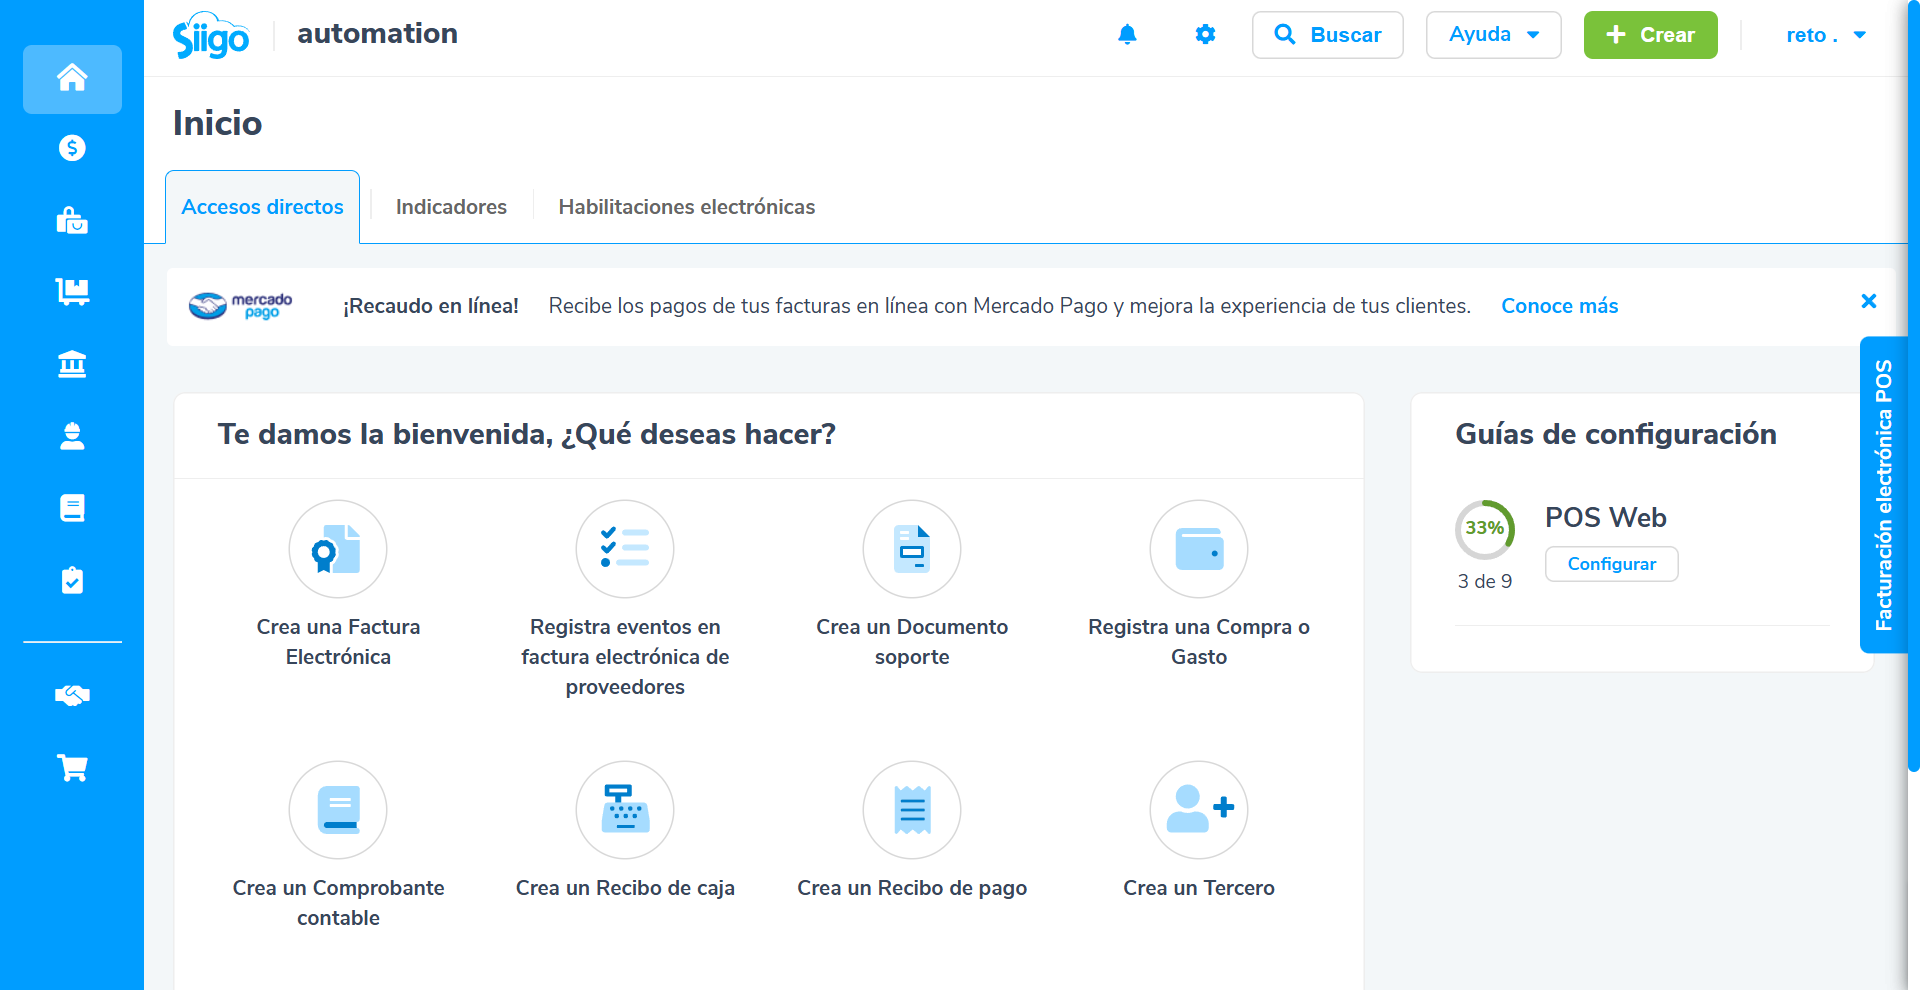 Siigo
automation
Buscar
Ayuda
Crear
reto .
Inicio
Accesos directos
Indicadores
Habilitaciones electrónicas
mercado
pago
¡Recaudo en línea!
Recibe los pagos de tus facturas en línea con Mercado Pago y mejora la experiencia de tus clientes.
Conoce más
Te damos la bienvenida, ¿Qué deseas hacer?
Crea una Factura
Electrónica
Registra eventos en
factura electrónica de
proveedores
Crea un Documento
soporte
Registra una Compra o
Gasto
Crea un Comprobante
contable
Crea un Recibo de caja
Crea un Recibo de pago
Crea un Tercero
Guías de configuración
33%
3 de 9
POS Web
Configurar
Facturación electrónica POS